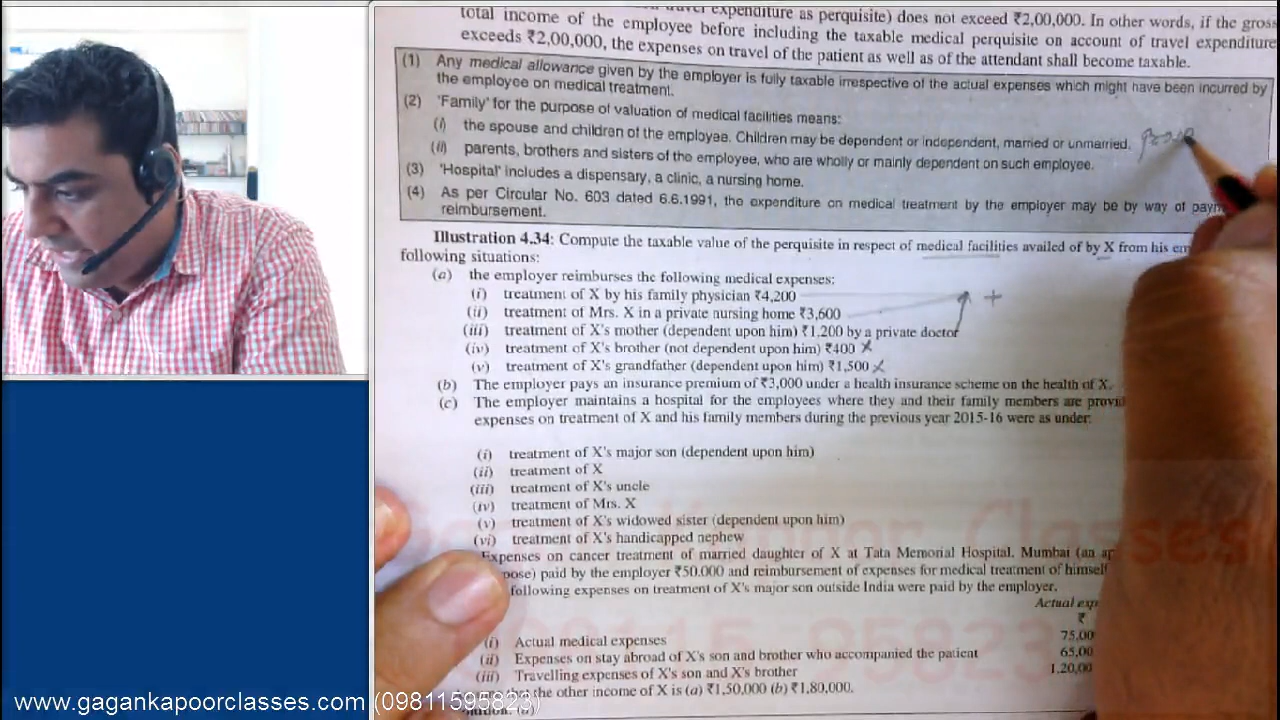 travel expenditure as perquisite) does not exceed ₹2,00,000. In other words, if the gross
total income of the employee before including the taxable medical perquisite on account of travel expenditure
exceeds ₹2,00,000, the expenses on travel of the patient as well as of the attendant shall become taxable.
(1) Any medical allowance given by the employer is fully taxable irrespective of the actual expenses which might have been incurred by
the employee on medical treatment.
(2) 'Family' for the purpose of valuation of medical facilities means:
(i) the spouse and children of the employee. Children may be dependent or independent, married or unmarried.
(ii) parents, brothers and sisters of the employee, who are wholly or mainly dependent on such employee.
(3) 'Hospital' includes a dispensary, a clinic, a nursing home.
(4) As per Circular No. 603 dated 6.6.1991, the expenditure on medical treatment by the employer may be by way of
reimbursement.
Illustration 4.34: Compute the taxable value of the perquisite in respect of medical facilities availed of by X from his
following situations:
(a) the employer reimburses the following medical expenses:
(i) treatment of X by his family physician ₹4,200
(ii) treatment of Mrs. X in a private nursing home ₹3,600
(iii) treatment of X's mother (dependent upon him) ₹1,200 by a private doctor
(iv) treatment of X's brother (not dependent upon him) ₹400
(v) treatment of X's grandfather (dependent upon him) ₹1,500
(b) The employer pays an insurance premium of ₹3,000 under a health insurance scheme on the health of X.
(c) The employer maintains a hospital for the employees where they and their family members are
expenses on treatment of X and his family members during the previous year 2015-16 were as under:
(i) treatment of X's major son (dependent upon him)
(ii) treatment of X
(iii) treatment of X's uncle
(iv) treatment of Mrs. X
(v) treatment of X's widowed sister (dependent upon him)
(vi) treatment of X's handicapped nephew
Expenses on cancer treatment of married daughter of X at Tata Memorial Hospital, Mumbai (an
pose) paid by the employer ₹50,000 and reimbursement of expenses for medical treatment of himself
following expenses on treatment of X's major son outside India were paid by the employer.
Actual
₹
(i) Actual medical expenses 75,00
(ii) Expenses on stay abroad of X's son and brother who accompanied the patient 65,00
(iii) Travelling expenses of X's son and X's brother 1,20,00
the other income of X is (a) ₹1,50,000 (b) ₹1,80,000.
www.gagankapoorclasses.com (09811595823)